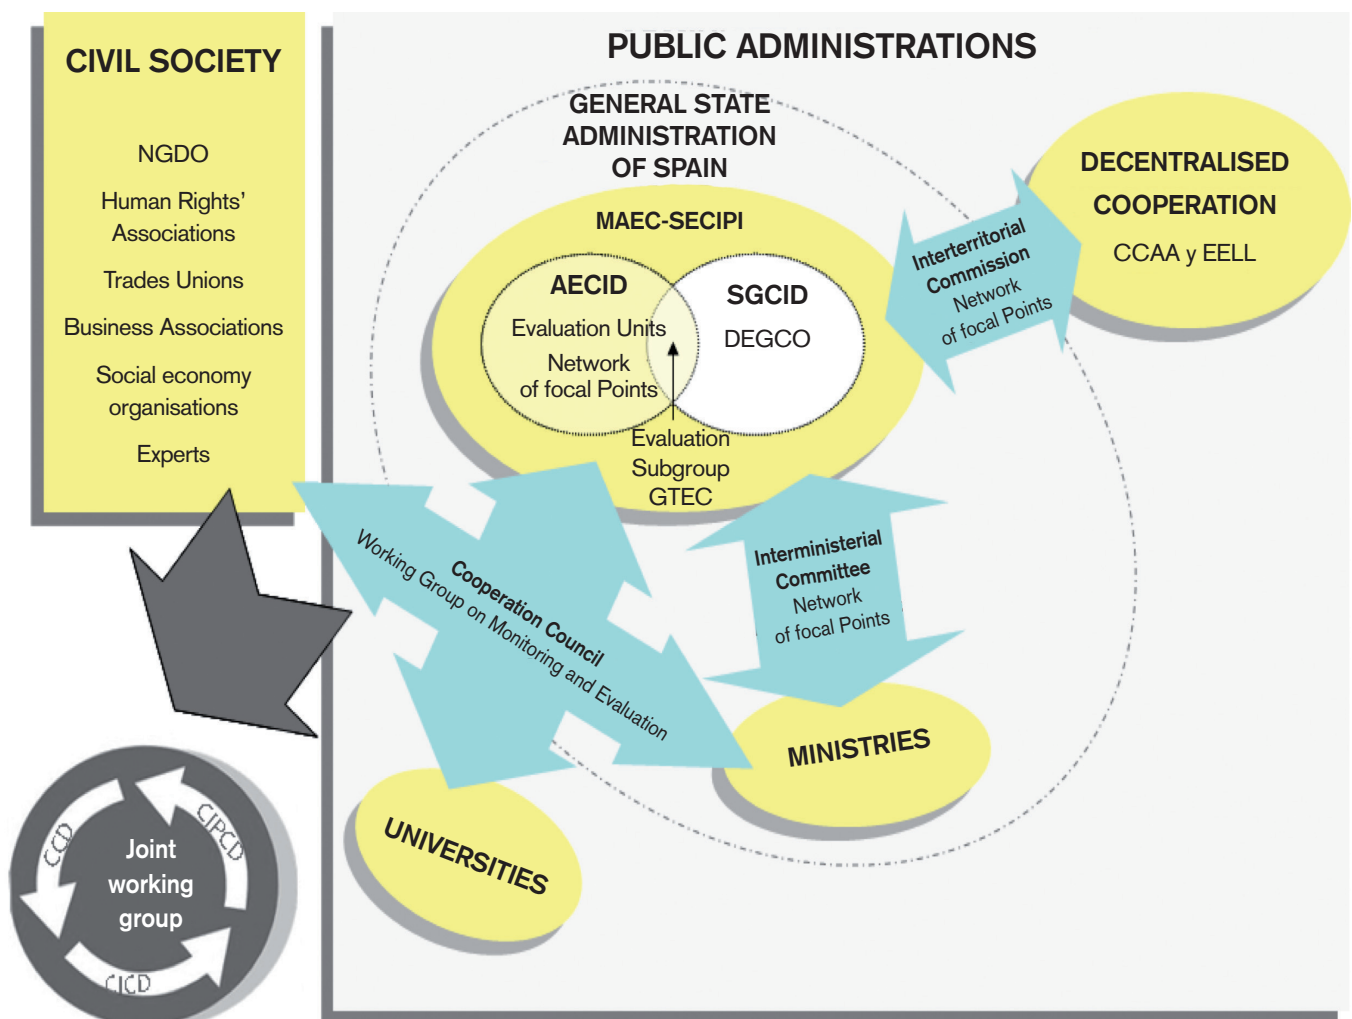 CIVIL SOCIETY
NGDO
Human Rights'
Associations
Trades Unions
Business Associations
Social economy
organisations
Experts
PUBLIC ADMINISTRATIONS
GENERAL STATE
ADMINISTRATION
OF SPAIN
MAEC-SECIPI
AECID
Evaluation Units
Network
of focal Points
SGCID
DEGCO
Evaluation
Subgroup
GTEC
Interterritorial
Commission
Network
of focal Points
DECENTRALISED
COOPERATION
CCAA y EELL
Cooperation Council
Working Group on Monitoring and Evaluation
Interministerial
Committee
Network
of focal Points
MINISTRIES
UNIVERSITIES
CCD
CIPCD
Joint
working
group
CICD